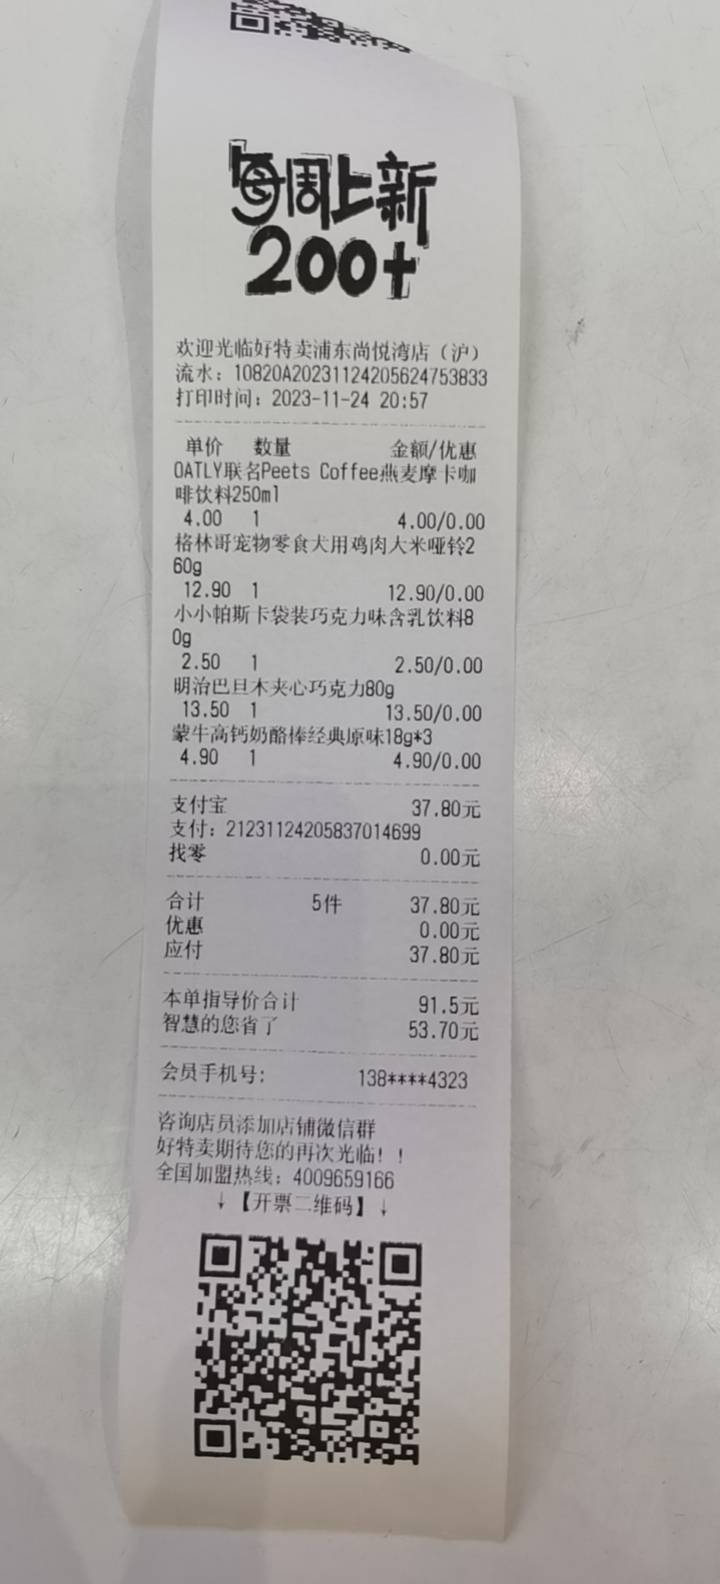 每周上新
200+
欢迎光临好特卖浦东尚悦湾店（沪）
流水：10820A20231124205624753833
打印时间：2023-11-24 20:57
单价 数量 金额/优惠
OATLY联名Peets Coffee燕麦摩卡咖
啡饮料250ml
4.00 1 4.00/0.00
格林哥宠物零食犬用鸡肉大米哑铃2
60g
12.90 1 12.90/0.00
小小帕斯卡袋装巧克力味含乳饮料8
0g
2.50 1 2.50/0.00
明治巴旦木夹心巧克力80g
13.50 1 13.50/0.00
蒙牛高钙奶酪棒经典原味18g*3
4.90 1 4.90/0.00
支付宝 37.80元
支付：21231124205837014699
找零 0.00元
合计 5件 37.80元
优惠 0.00元
应付 37.80元
本单指导价合计 91.5元
智慧的您省了 53.70元
会员手机号： 138****4323
咨询店员添加店铺微信群
好特卖期待您的再次光临！！
全国加盟热线：4009659166
↓【开票二维码】↓